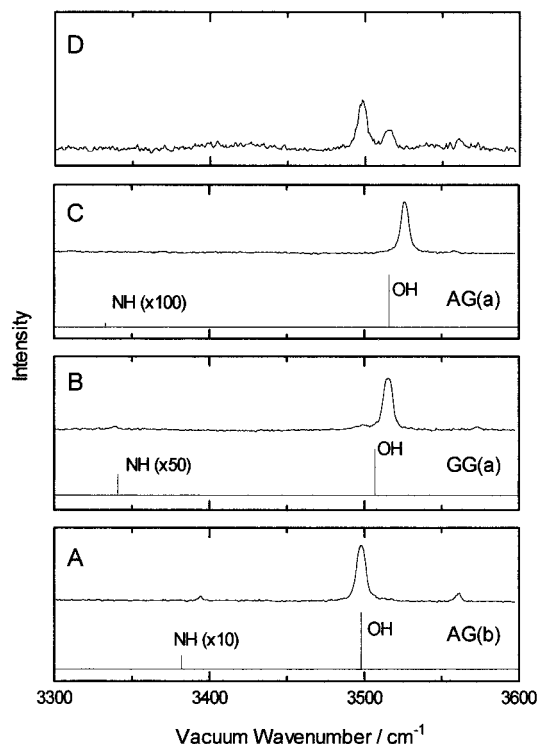 D
C
NH (x100)
OH
AG(a)
Intensity
B
NH (x50)
OH
GG(a)
A
NH (x10)
OH
AG(b)
3300
3400
3500
3600
Vacuum Wavenumber / cm⁻¹